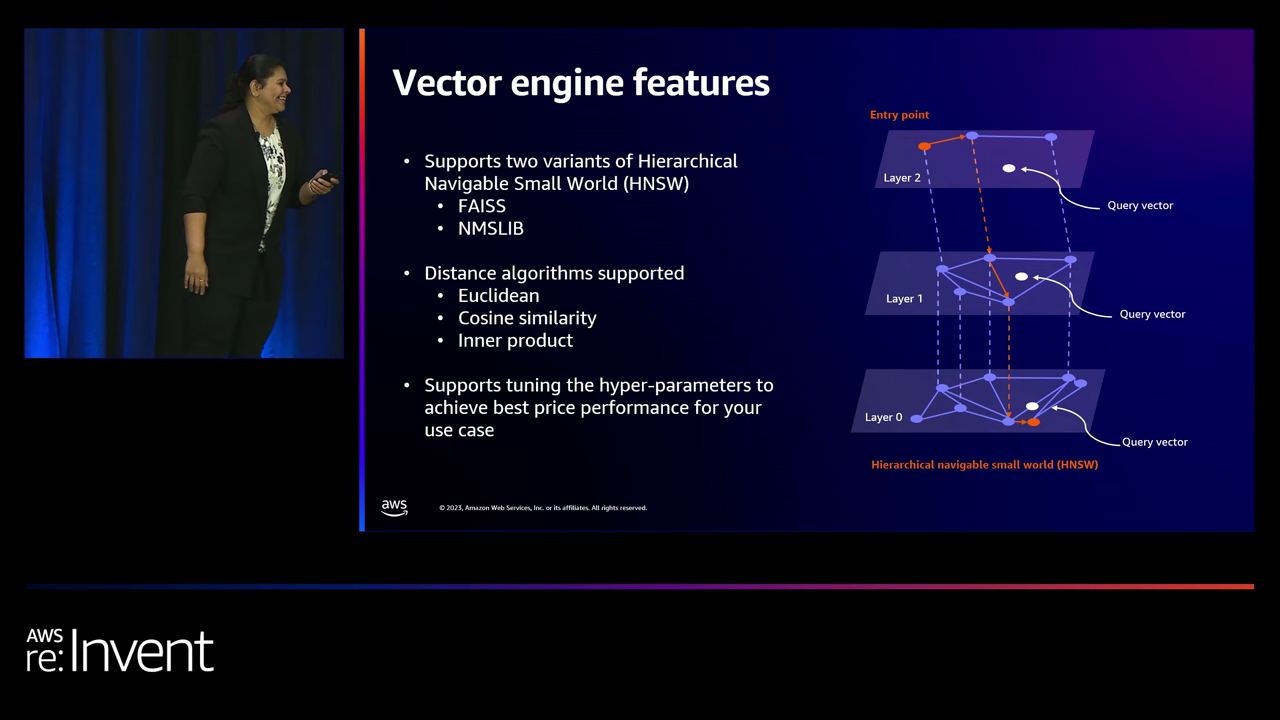 Vector engine features
• Supports two variants of Hierarchical
Navigable Small World (HNSW)
• FAISS
• NMSLIB
• Distance algorithms supported
• Euclidean
• Cosine similarity
• Inner product
• Supports tuning the hyper-parameters to
achieve best price performance for your
use case
Entry point
Layer 2
Query vector
Layer 1
Query vector
Layer 0
Query vector
Hierarchical navigable small world (HNSW)
aws
© 2023, Amazon Web Services, Inc. or its affiliates. All rights reserved.
AWS
re:Invent